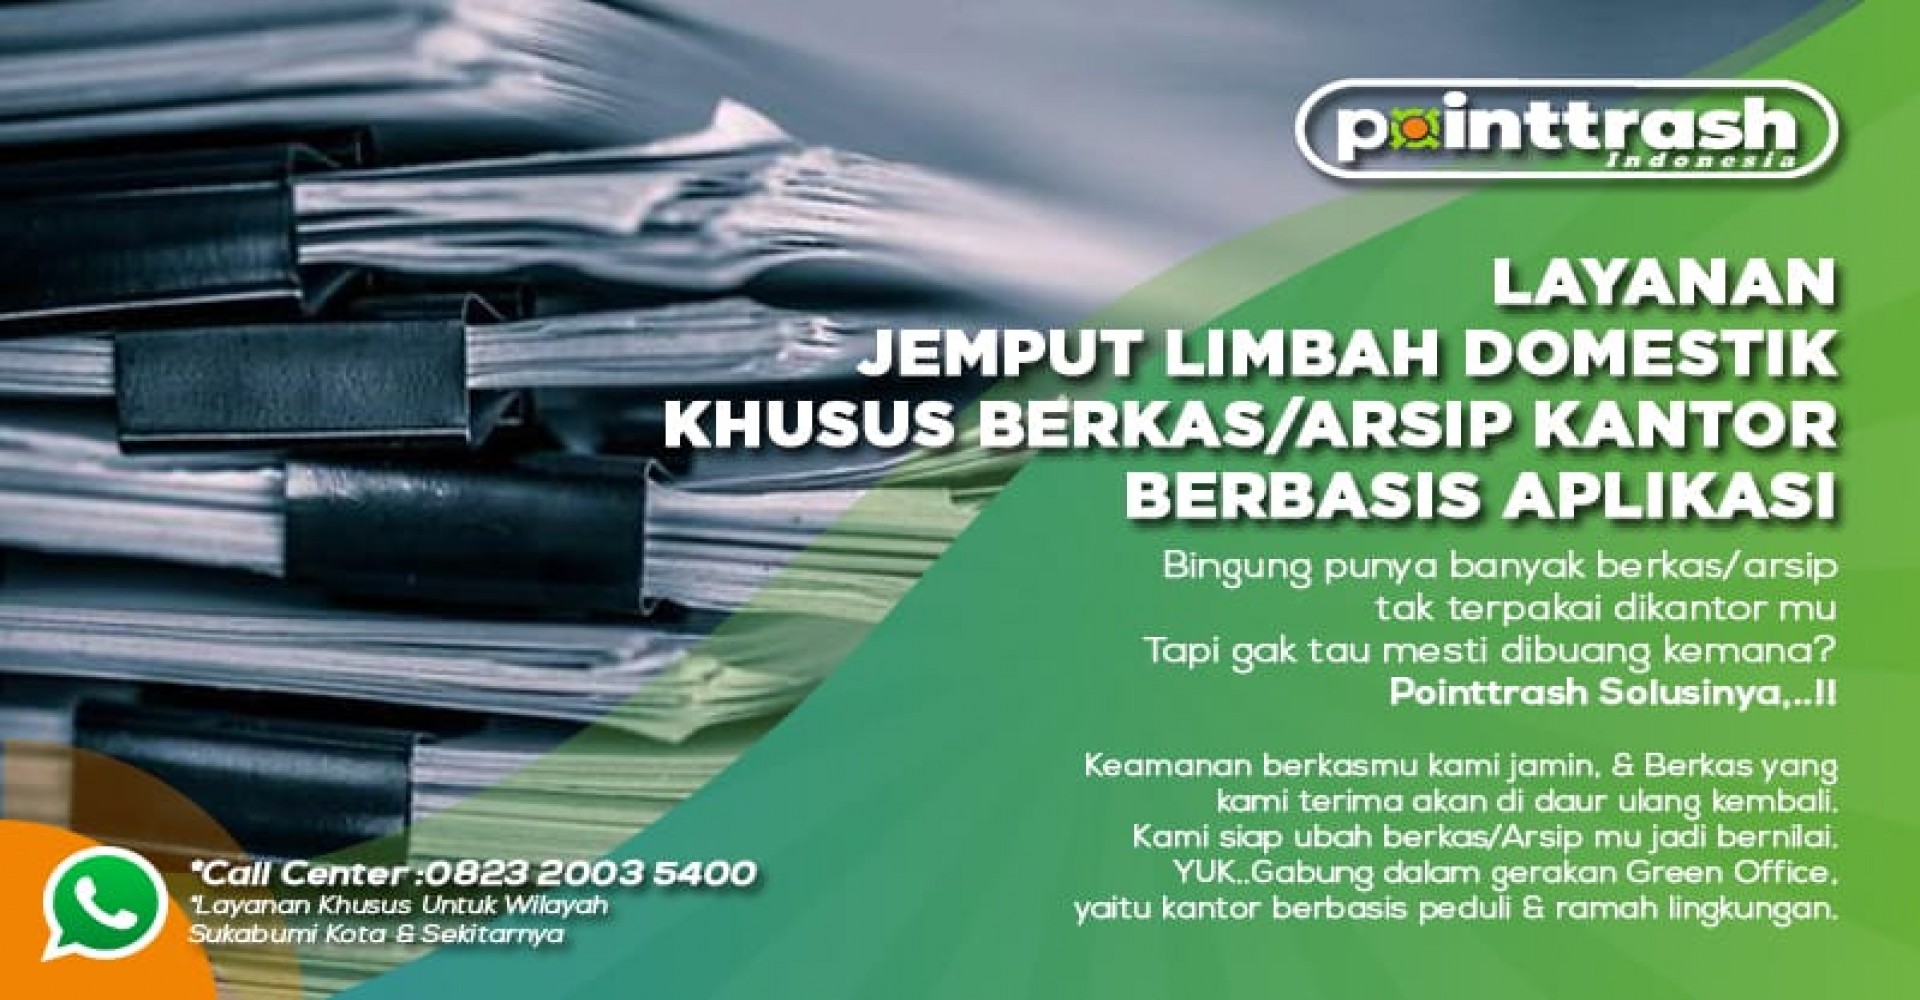 pointtrash
Indonesia
LAYANAN
JEMPUT LIMBAH DOMESTIK
KHUSUS BERKAS/ARSIP KANTOR
BERBASIS APLIKASI
Bingung punya banyak berkas/arsip
tak terpakai dikantor mu
Tapi gak tau mesti dibuang kemana?
Pointtrash Solusinya,..!!
Keamanan berkasmu kami jamin, & Berkas yang
kami terima akan di daur ulang kembali.
Kami siap ubah berkas/Arsip mu jadi bernilai.
YUK..Gabung dalam gerakan Green Office,
yaitu kantor berbasis peduli & ramah lingkungan.
*Call Center :0823 2003 5400
*Layanan Khusus Untuk Wilayah
Sukabumi Kota & Sekitarnya